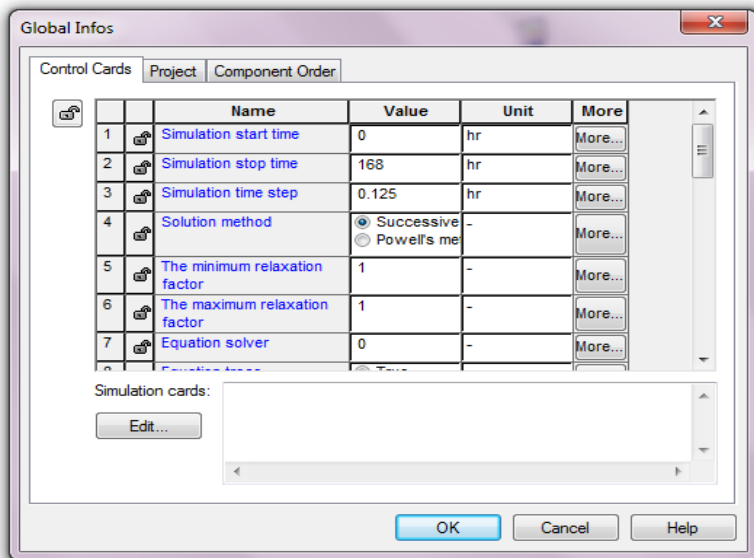 Global Infos
Control Cards Project Component Order
Name Value Unit More
1 Simulation start time 0 hr More...
2 Simulation stop time 168 hr More...
3 Simulation time step 0.125 hr More...
4 Solution method Successive -
Powell's met More...
5 The minimum relaxation 1 -
factor More...
6 The maximum relaxation 1 -
factor More...
7 Equation solver 0 - More...
Simulation cards:
Edit...
OK Cancel Help